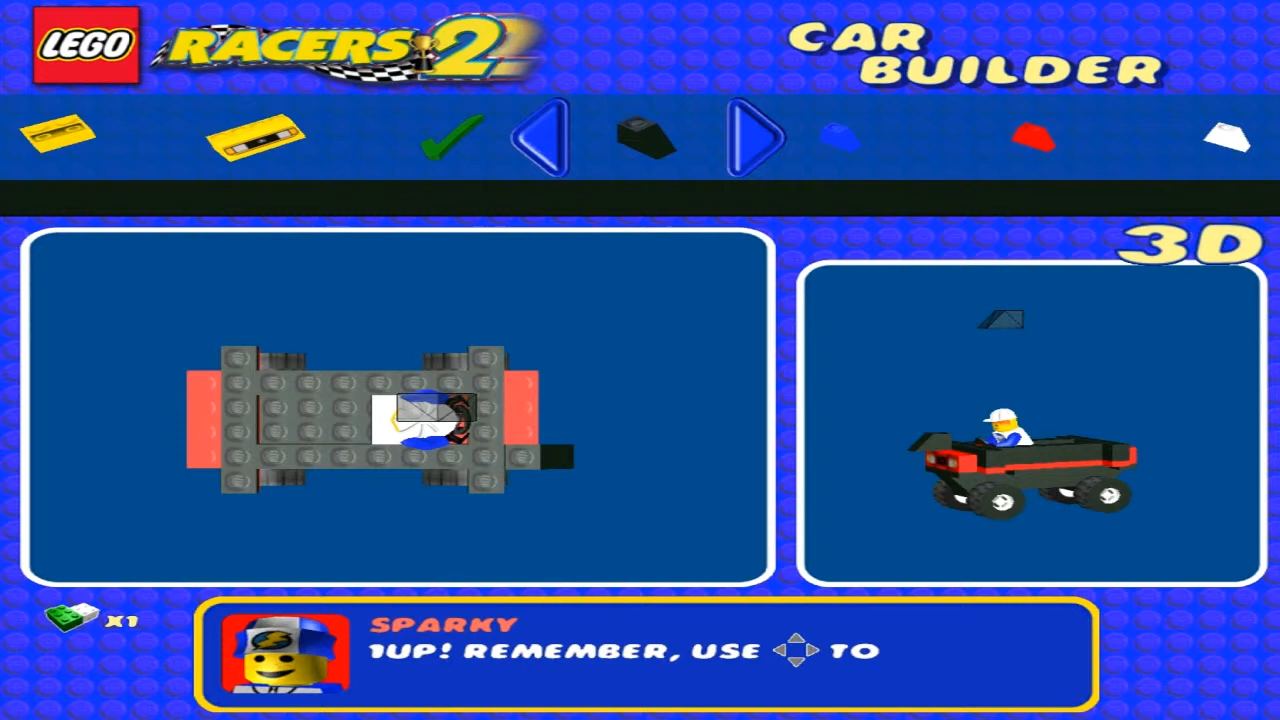 LEGO RACERS 2
CAR
BUILDER
3D
X1
SPARKY
1UP! REMEMBER, USE TO